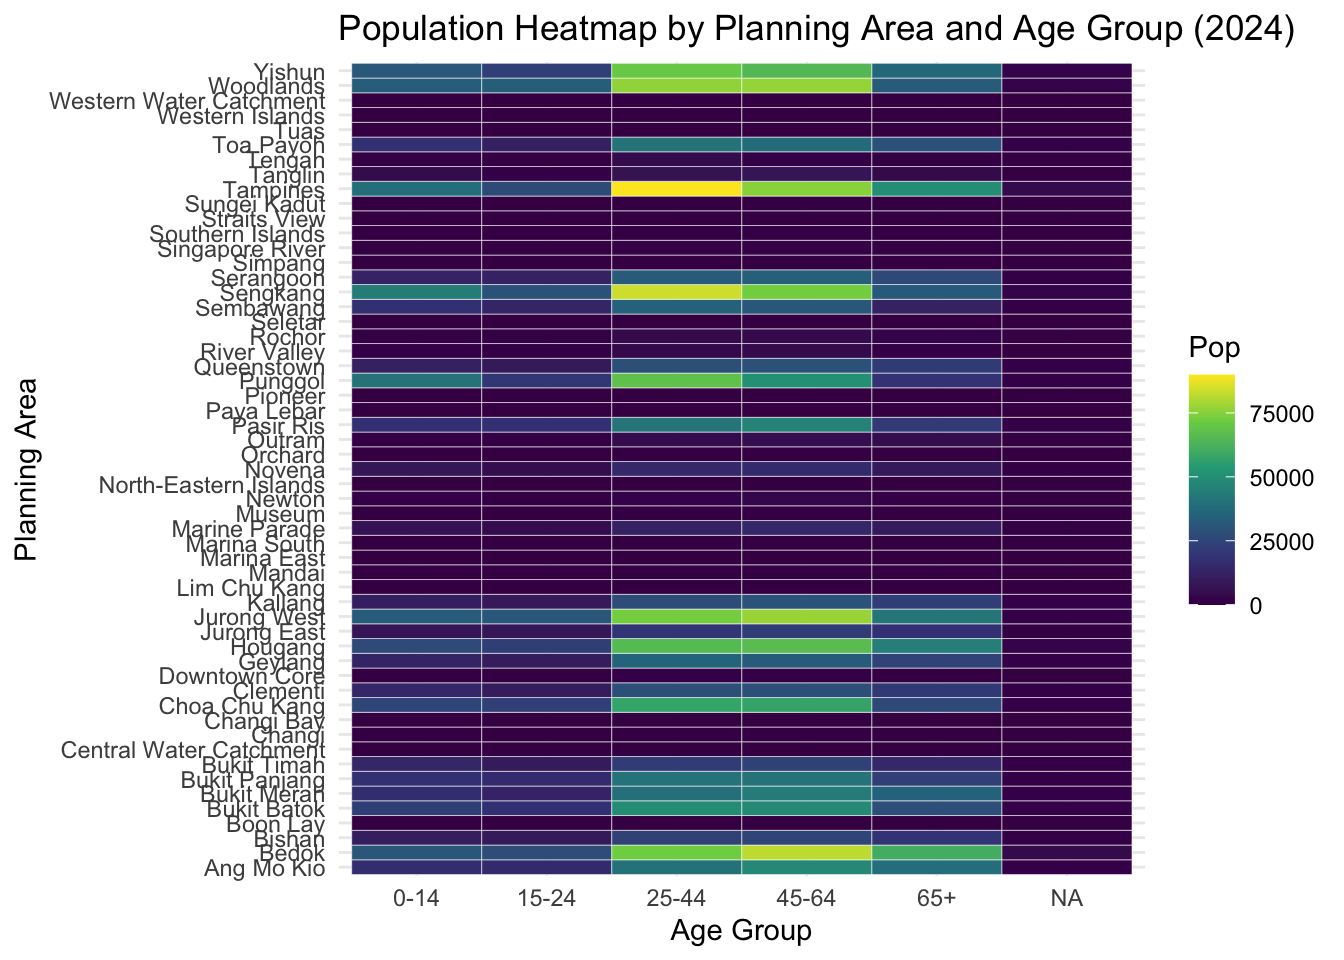 Population Heatmap by Planning Area and Age Group (2024)
Yishun
Woodlands
Western Water Catchment
Western Islands
Tuas
Toa Payoh
Tengah
Tanglin
Tampines
Sungei Kadut
Straits View
Southern Islands
Singapore River
Simpang
Serangoon
Sengkang
Sembawang
Seletar
Rochor
River Valley
Queenstown
Punggol
Pioneer
Paya Lebar
Pasir Ris
Outram
Orchard
Novena
North-Eastern Islands
Newton
Museum
Marine Parade
Marina South
Marina East
Mandai
Lim Chu Kang
Kallang
Jurong West
Jurong East
Hougang
Geylang
Downtown Core
Clementi
Choa Chu Kang
Changi Bay
Changi
Central Water Catchment
Bukit Timah
Bukit Panjang
Bukit Merah
Bukit Batok
Boon Lay
Bishan
Bedok
Ang Mo Kio
Planning Area
0-14 15-24 25-44 45-64 65+ NA
Age Group
Pop
75000
50000
25000
0